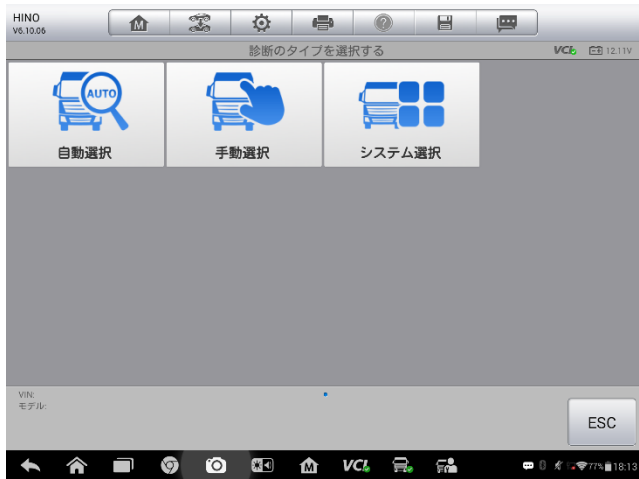 HINO
V6.10.06
M
?
診断のタイプを選択する
VCI
12.11V
AUTO
自動選択
手動選択
システム選択
VIN:
モデル:
ESC
M
VCI
77%
18:13